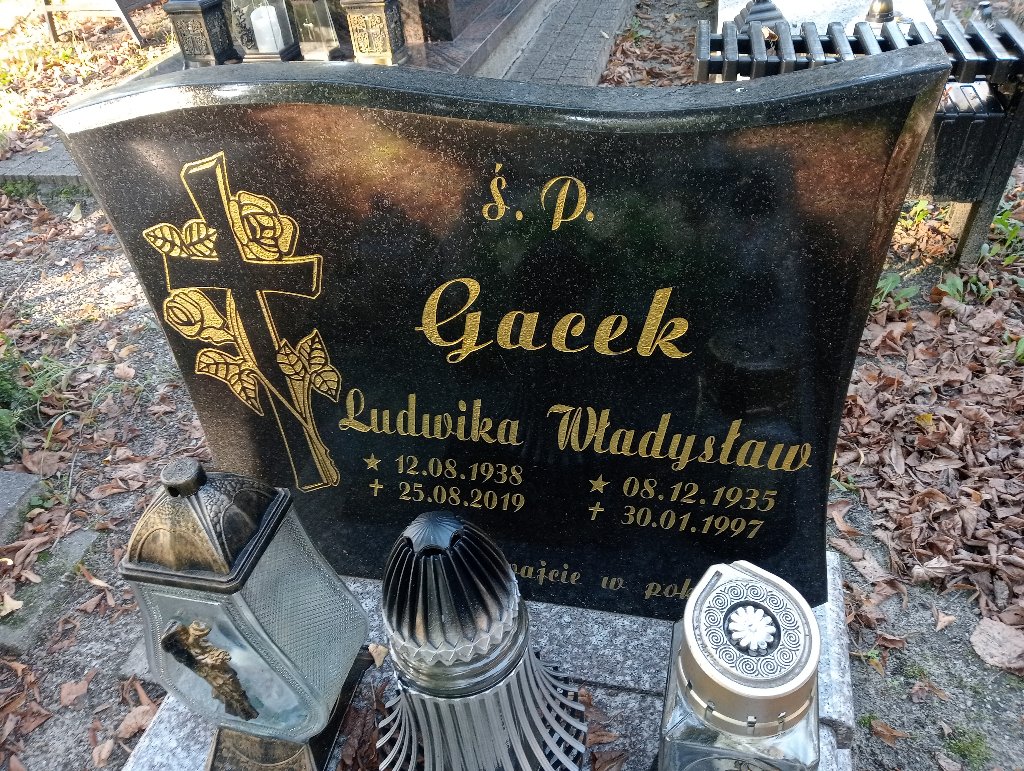 ś. P.
Gacek
Ludwika Władysław
★ 12.08.1938 ★ 08.12.1935
✝ 25.08.2019 ✝ 30.01.1997
w